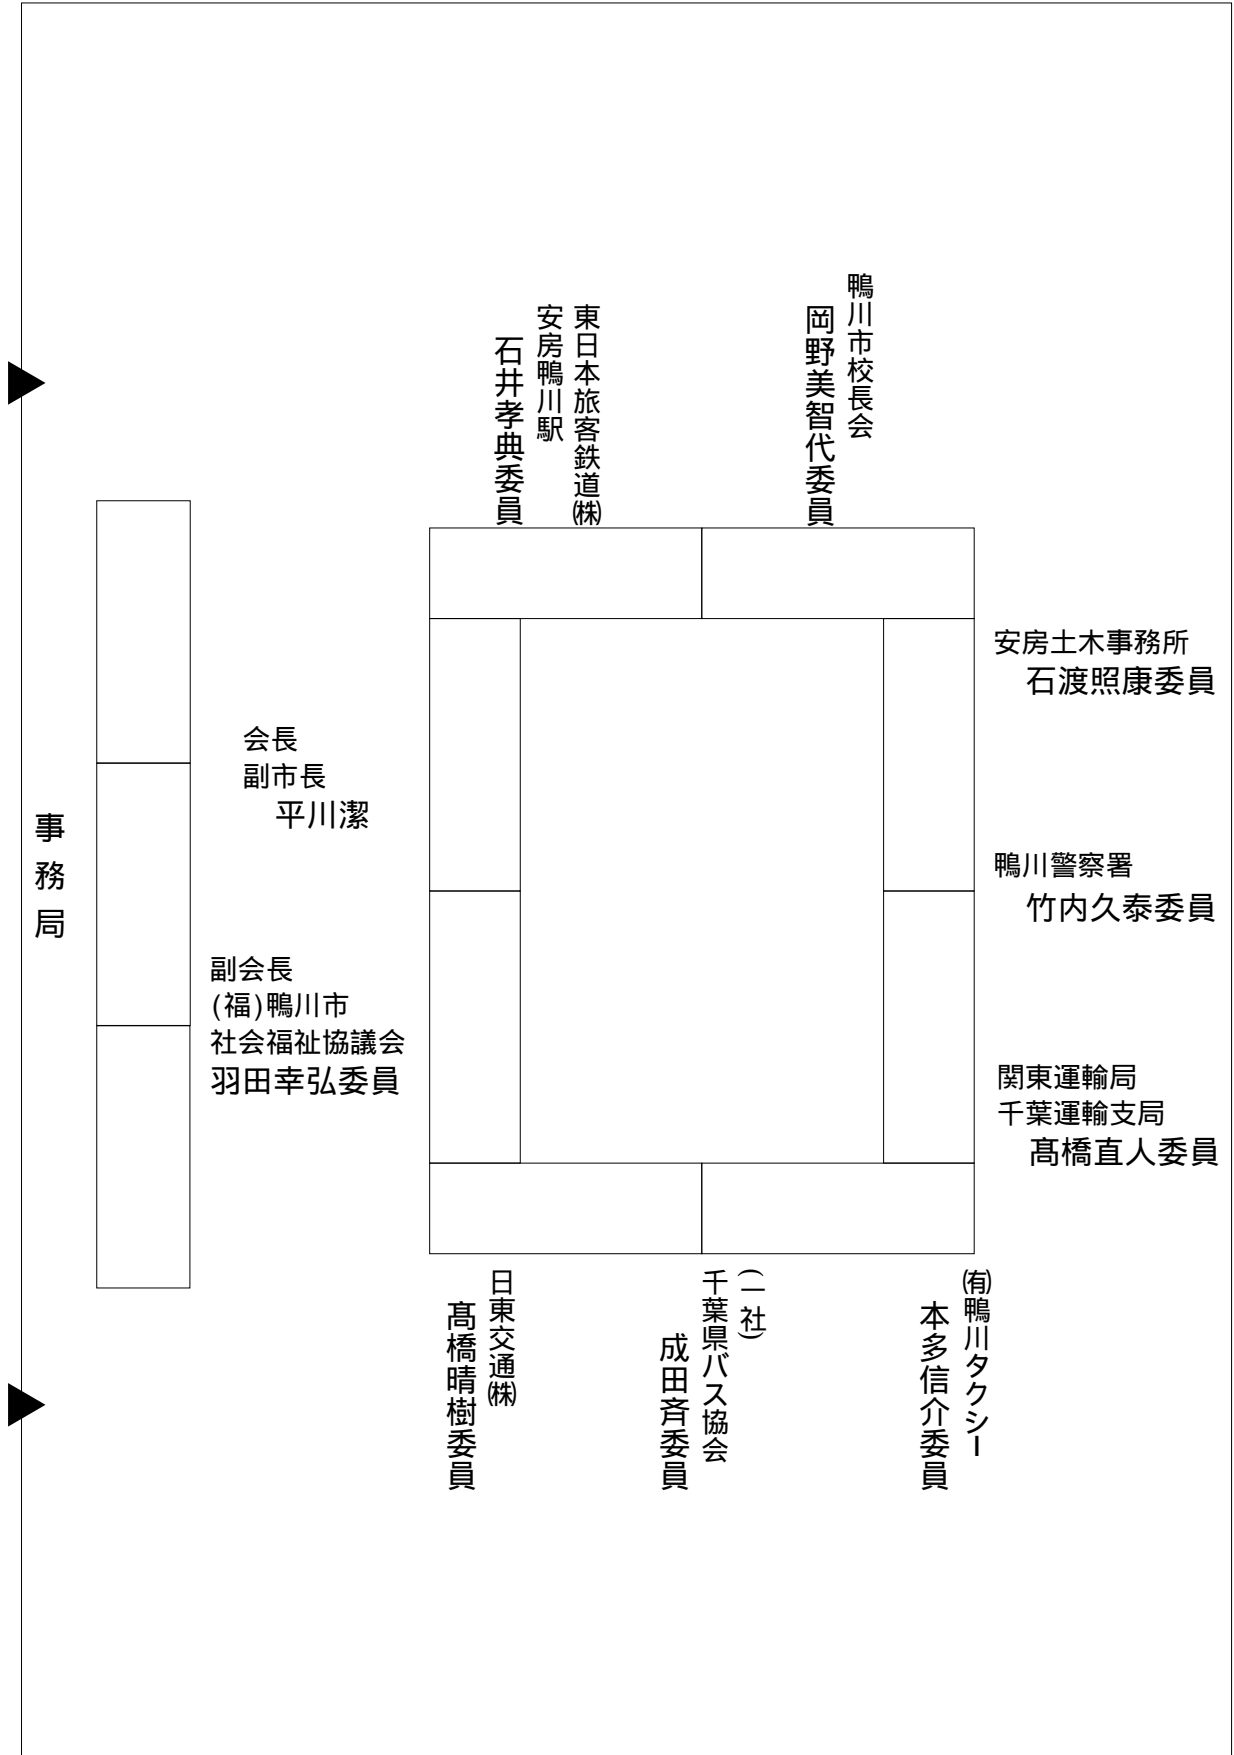 鴨川市校長会
岡野美智代委員
東日本旅客鉄道㈱
安房鴨川駅
石井孝典委員
安房土木事務所
石渡照康委員
会長
副市長
平川潔
事務局
鴨川警察署
竹内久泰委員
副会長
(福)鴨川市
社会福祉協議会
羽田幸弘委員
関東運輸局
千葉運輸支局
髙橋直人委員
㈲鴨川タクシー
本多信介委員
(一社)
千葉県バス協会
成田斉委員
日東交通㈱
髙橋晴樹委員